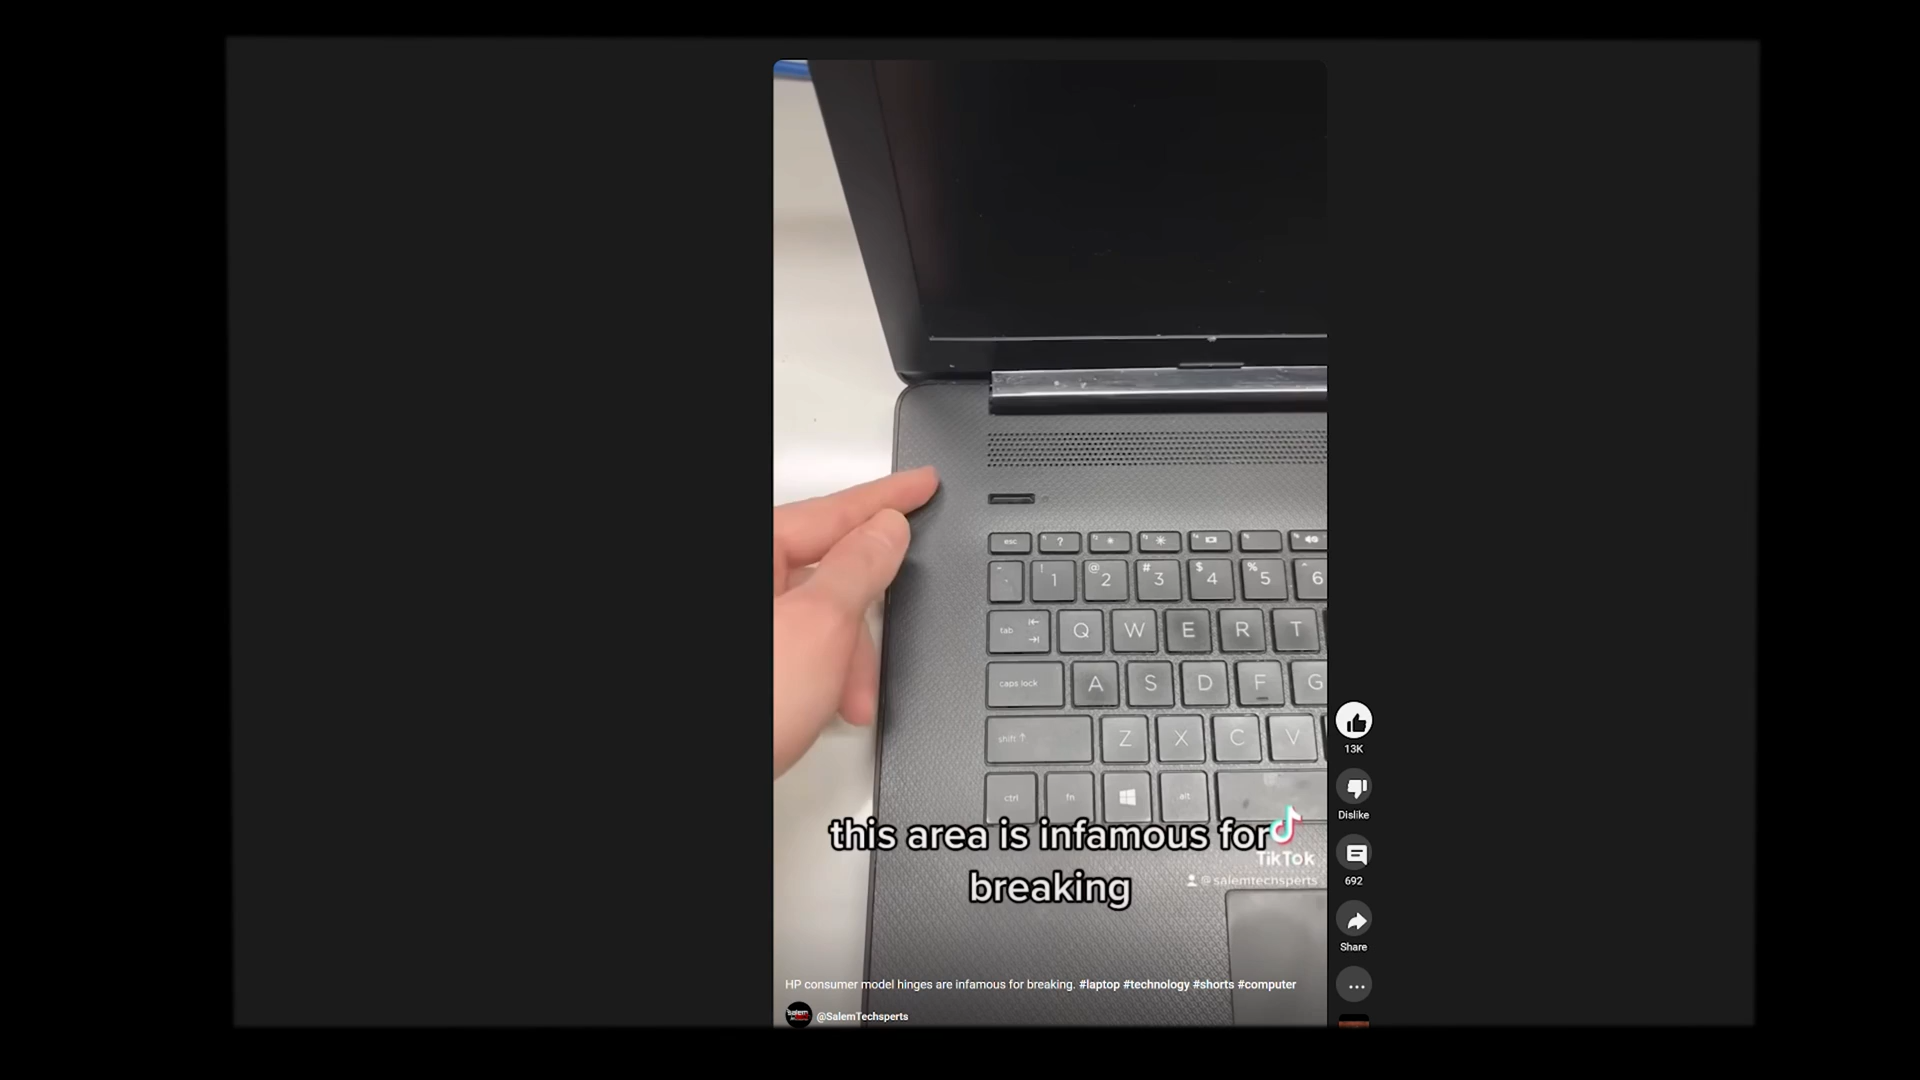 esc
?
! 1 @ 2 # 3 $ 4 % 5 ^ 6
tab Q W E R T
caps lock A S D F G
shift ↑ Z X C V
ctrl fn alt
this area is infamous for
breaking
TikTok
@salemtechsperts
HP consumer model hinges are infamous for breaking. #laptop #technology #shorts #computer
salem
@SalemTechsperts
13K
Dislike
692
Share